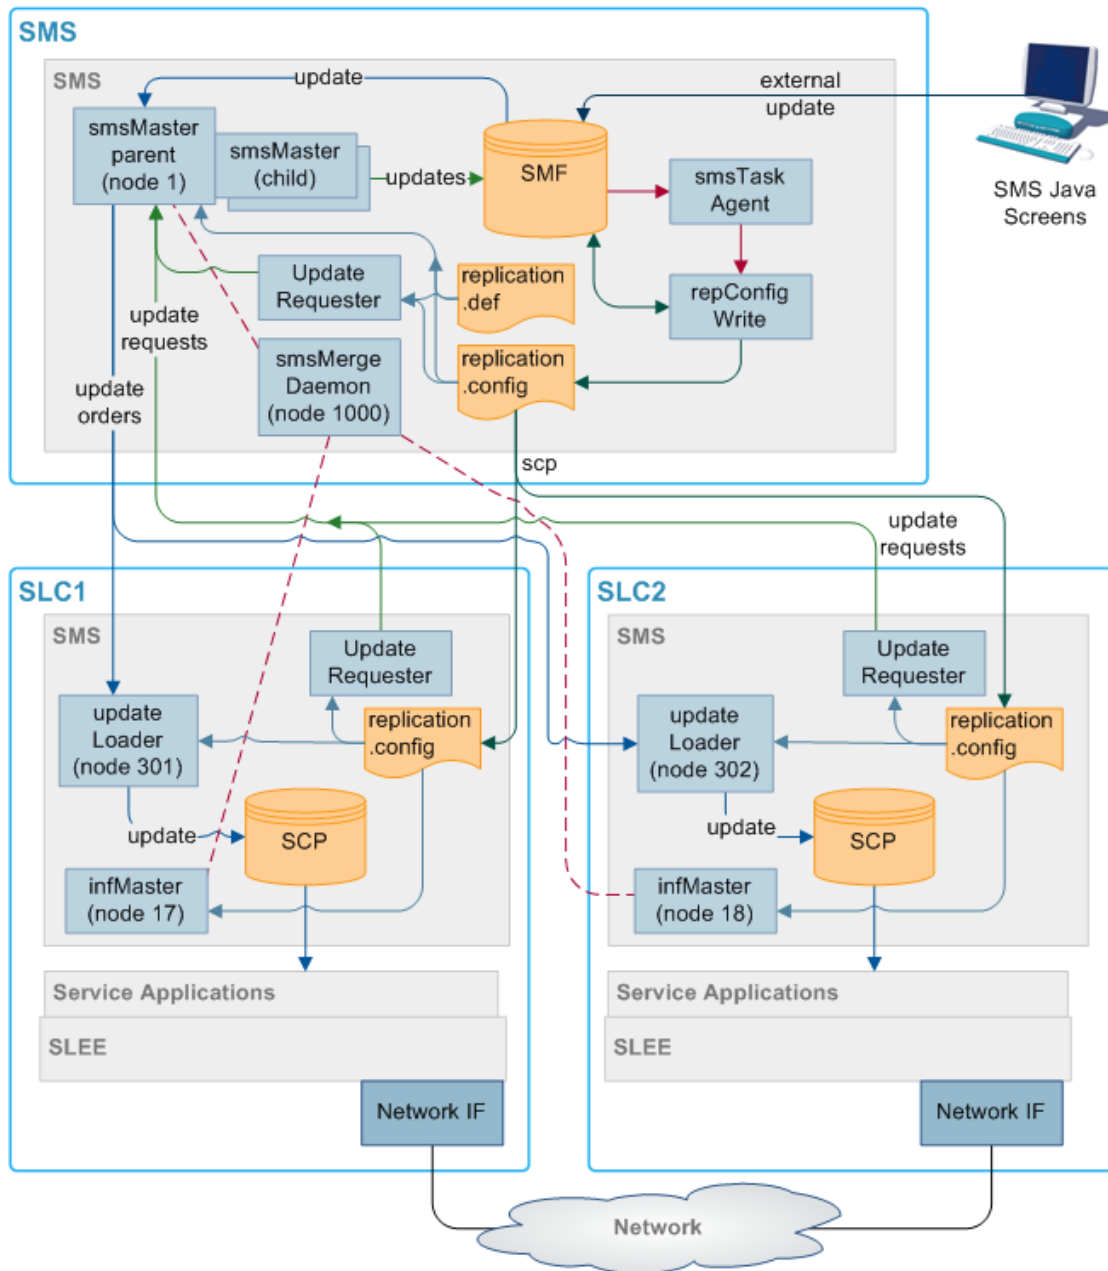 SMS
SMS
update
external
update
smsMaster
parent
(node 1)
smsMaster
(child)
updates
SMF
smsTask
Agent
SMS Java
Screens
Update
Requester
replication
.def
repConfig
Write
update
requests
smsMerge
Daemon
(node 1000)
replication
.config
update
orders
scp
update
requests
SLC1
SMS
Update
Requester
update
Loader
(node 301)
replication
.config
update
SCP
infMaster
(node 17)
Service Applications
SLEE
Network IF
SLC2
SMS
Update
Requester
update
Loader
(node 302)
replication
.config
update
SCP
infMaster
(node 18)
Service Applications
SLEE
Network IF
Network